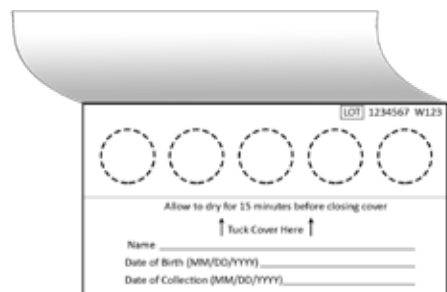 LOT 1234567 W123
Allow to dry for 15 minutes before closing cover
Tuck Cover Here
Name
Date of Birth (MM/DD/YYYY)
Date of Collection (MM/DD/YYYY)